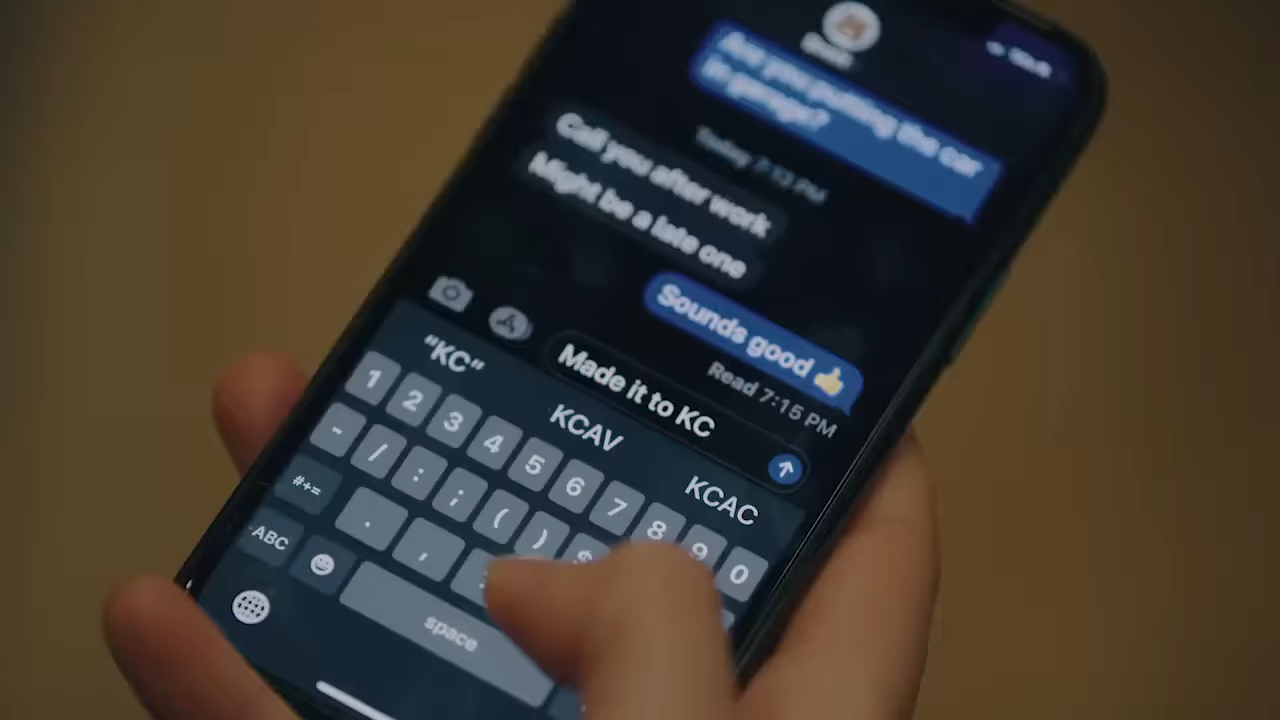 Are you putting the car
in garage?
Today 7:13 PM
Call you after work
Might be a late one
Sounds good 👍
Read 7:15 PM
Made it to KC
"KC"
KCAV
KCAC
1 2 3 4 5 6 7 8 9 0
- / : ; ( ) $
#+= . ,
ABC
space